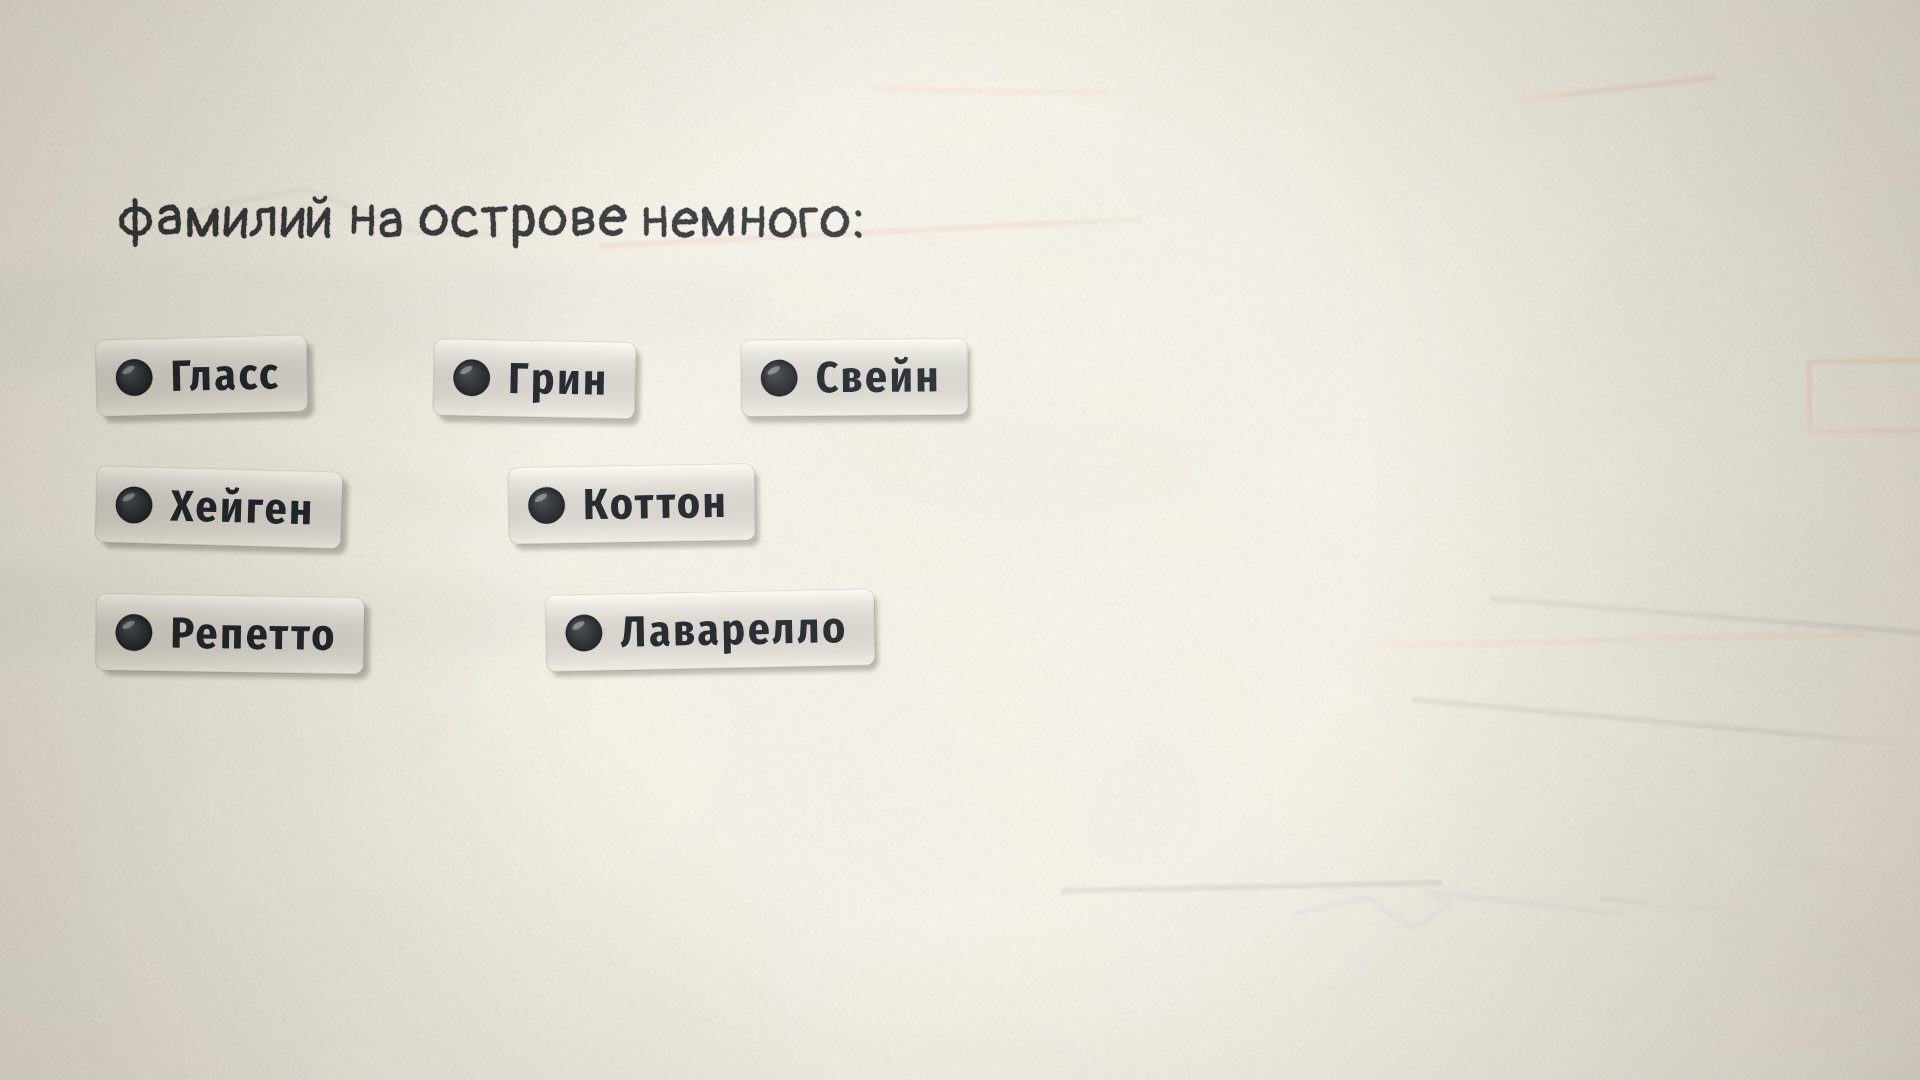 фамилий на острове немного:
Гласс Грин Свейн
Хейген Коттон
Репетто Лаварелло